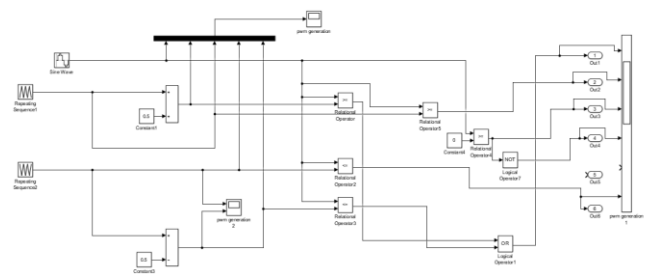 pwm generation
Sine Wave
Repeating
Sequence1
0.5
Constant1
+
+
>=
Relational
Operator
>=
Relational
Operator5
0
Constant4
>=
Relational
NOT
Logical
Operator7
1
Out1
2
Out2
3
Out3
4
Out4
5
Out5
6
Out6
pwm generation
1
Repeating
Sequence2
<=
Relational
Operator2
pwm generation
2
<=
Relational
Operator3
0.5
Constant3
OR
Logical
Operator1